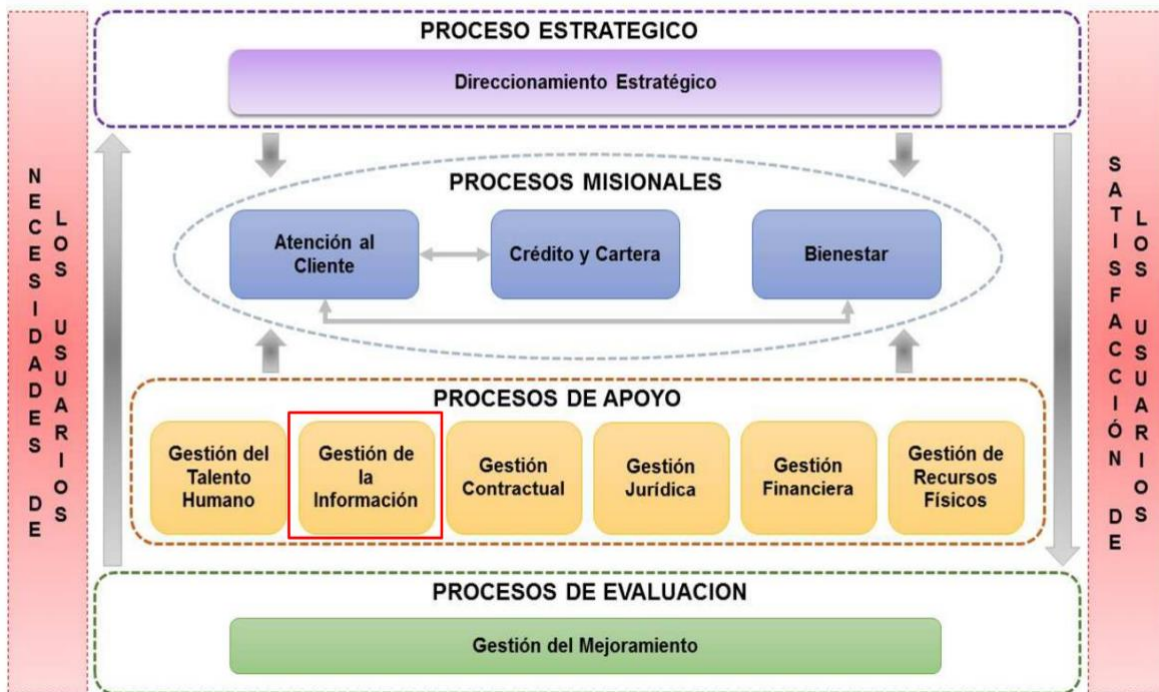 NECESIDADES DE
LOS USUARIOS
PROCESO ESTRATEGICO
Direccionamiento Estratégico
PROCESOS MISIONALES
Atención al
Cliente
Crédito y Cartera
Bienestar
PROCESOS DE APOYO
Gestión del
Talento
Humano
Gestión de
la
Información
Gestión
Contractual
Gestión
Jurídica
Gestión
Financiera
Gestión de
Recursos
Físicos
PROCESOS DE EVALUACION
Gestión del Mejoramiento
SATISFACCIÓN DE
LOS USUARIOS